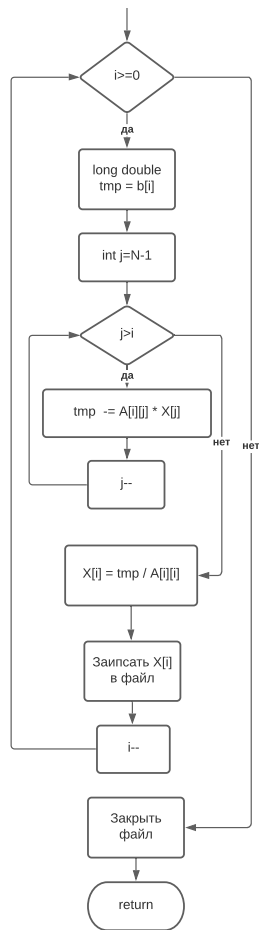 i>=0
да
long double
tmp = b[i]
int j=N-1
j>i
да
tmp -= A[i][j] * X[j]
нет
нет
j--
X[i] = tmp / A[i][i]
Заипсать X[i]
в файл
i--
Закрыть
файл
return